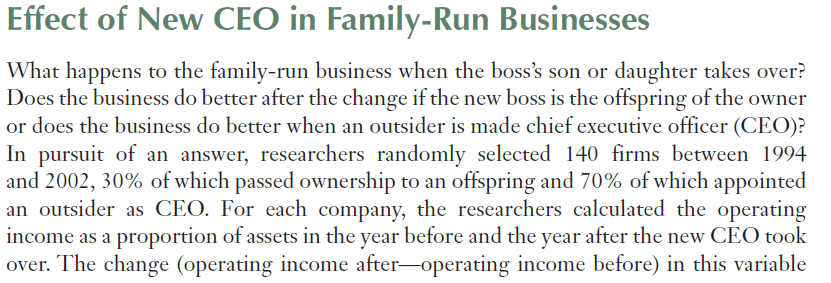 Effect of New CEO in Family-Run Businesses
What happens to the family-run business when the boss’s son or daughter takes over?
Does the business do better after the change if the new boss is the offspring of the owner
or does the business do better when an outsider is made chief executive officer (CEO)?
In pursuit of an answer, researchers randomly selected 140 firms between 1994
and 2002, 30% of which passed ownership to an offspring and 70% of which appointed
an outsider as CEO. For each company, the researchers calculated the operating
income as a proportion of assets in the year before and the year after the new CEO took
over. The change (operating income after—operating income before) in this variable